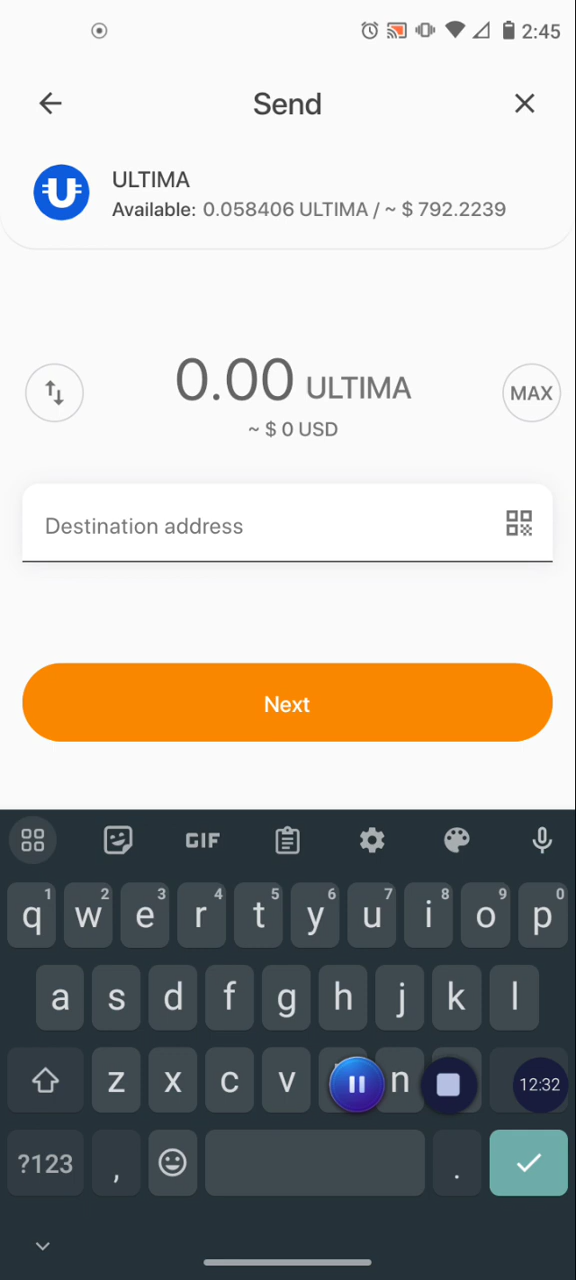 2:45
Send
ULTIMA
Available: 0.058406 ULTIMA / ~ $ 792.2239
0.00 ULTIMA
MAX
~ $ 0 USD
Destination address
Next
GIF
q1 w2 e3 r4 t5 y6 u7 i8 o9 p0
a s d f g h j k l
z x c v n
12:32
?123 , .